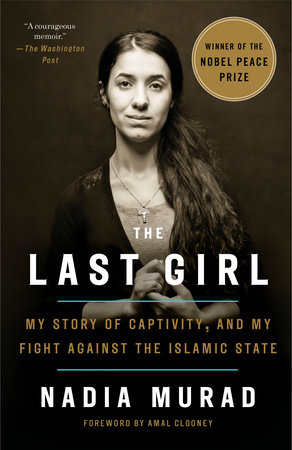 "A courageous
memoir."
—The Washington
Post
WINNER OF THE
NOBEL PEACE
PRIZE
THE
LAST GIRL
MY STORY OF CAPTIVITY, AND MY
FIGHT AGAINST THE ISLAMIC STATE
NADIA MURAD
FOREWORD BY AMAL CLOONEY